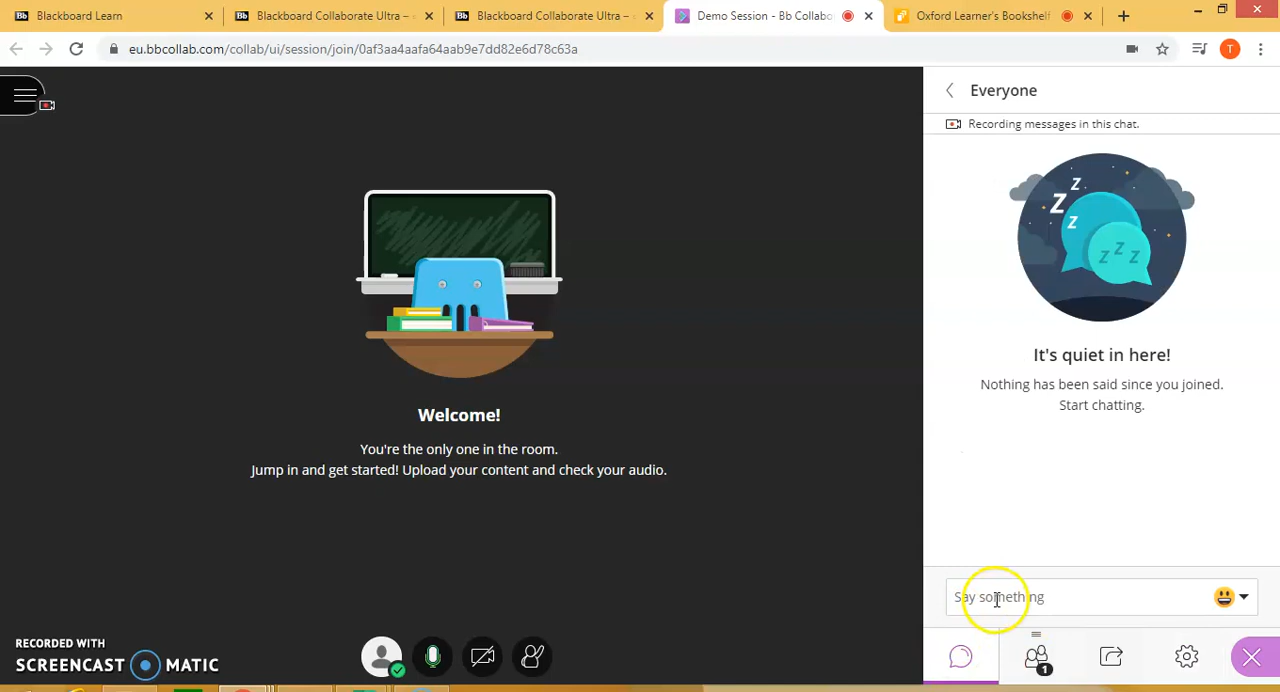 Bb Blackboard Learn
Bb Blackboard Collaborate Ultra –
Bb Blackboard Collaborate Ultra –
Demo Session - Bb Collabo
Oxford Learner's Bookshelf
eu.bbcollab.com/collab/ui/session/join/0af3aa4aafa64aab9e7dd82e6d78c63a
T
Everyone
Recording messages in this chat.
Z
Z
Z
Z Z Z
It's quiet in here!
Nothing has been said since you joined.
Start chatting.
Welcome!
You're the only one in the room.
Jump in and get started! Upload your content and check your audio.
Say something
1
RECORDED WITH
SCREENCAST MATIC